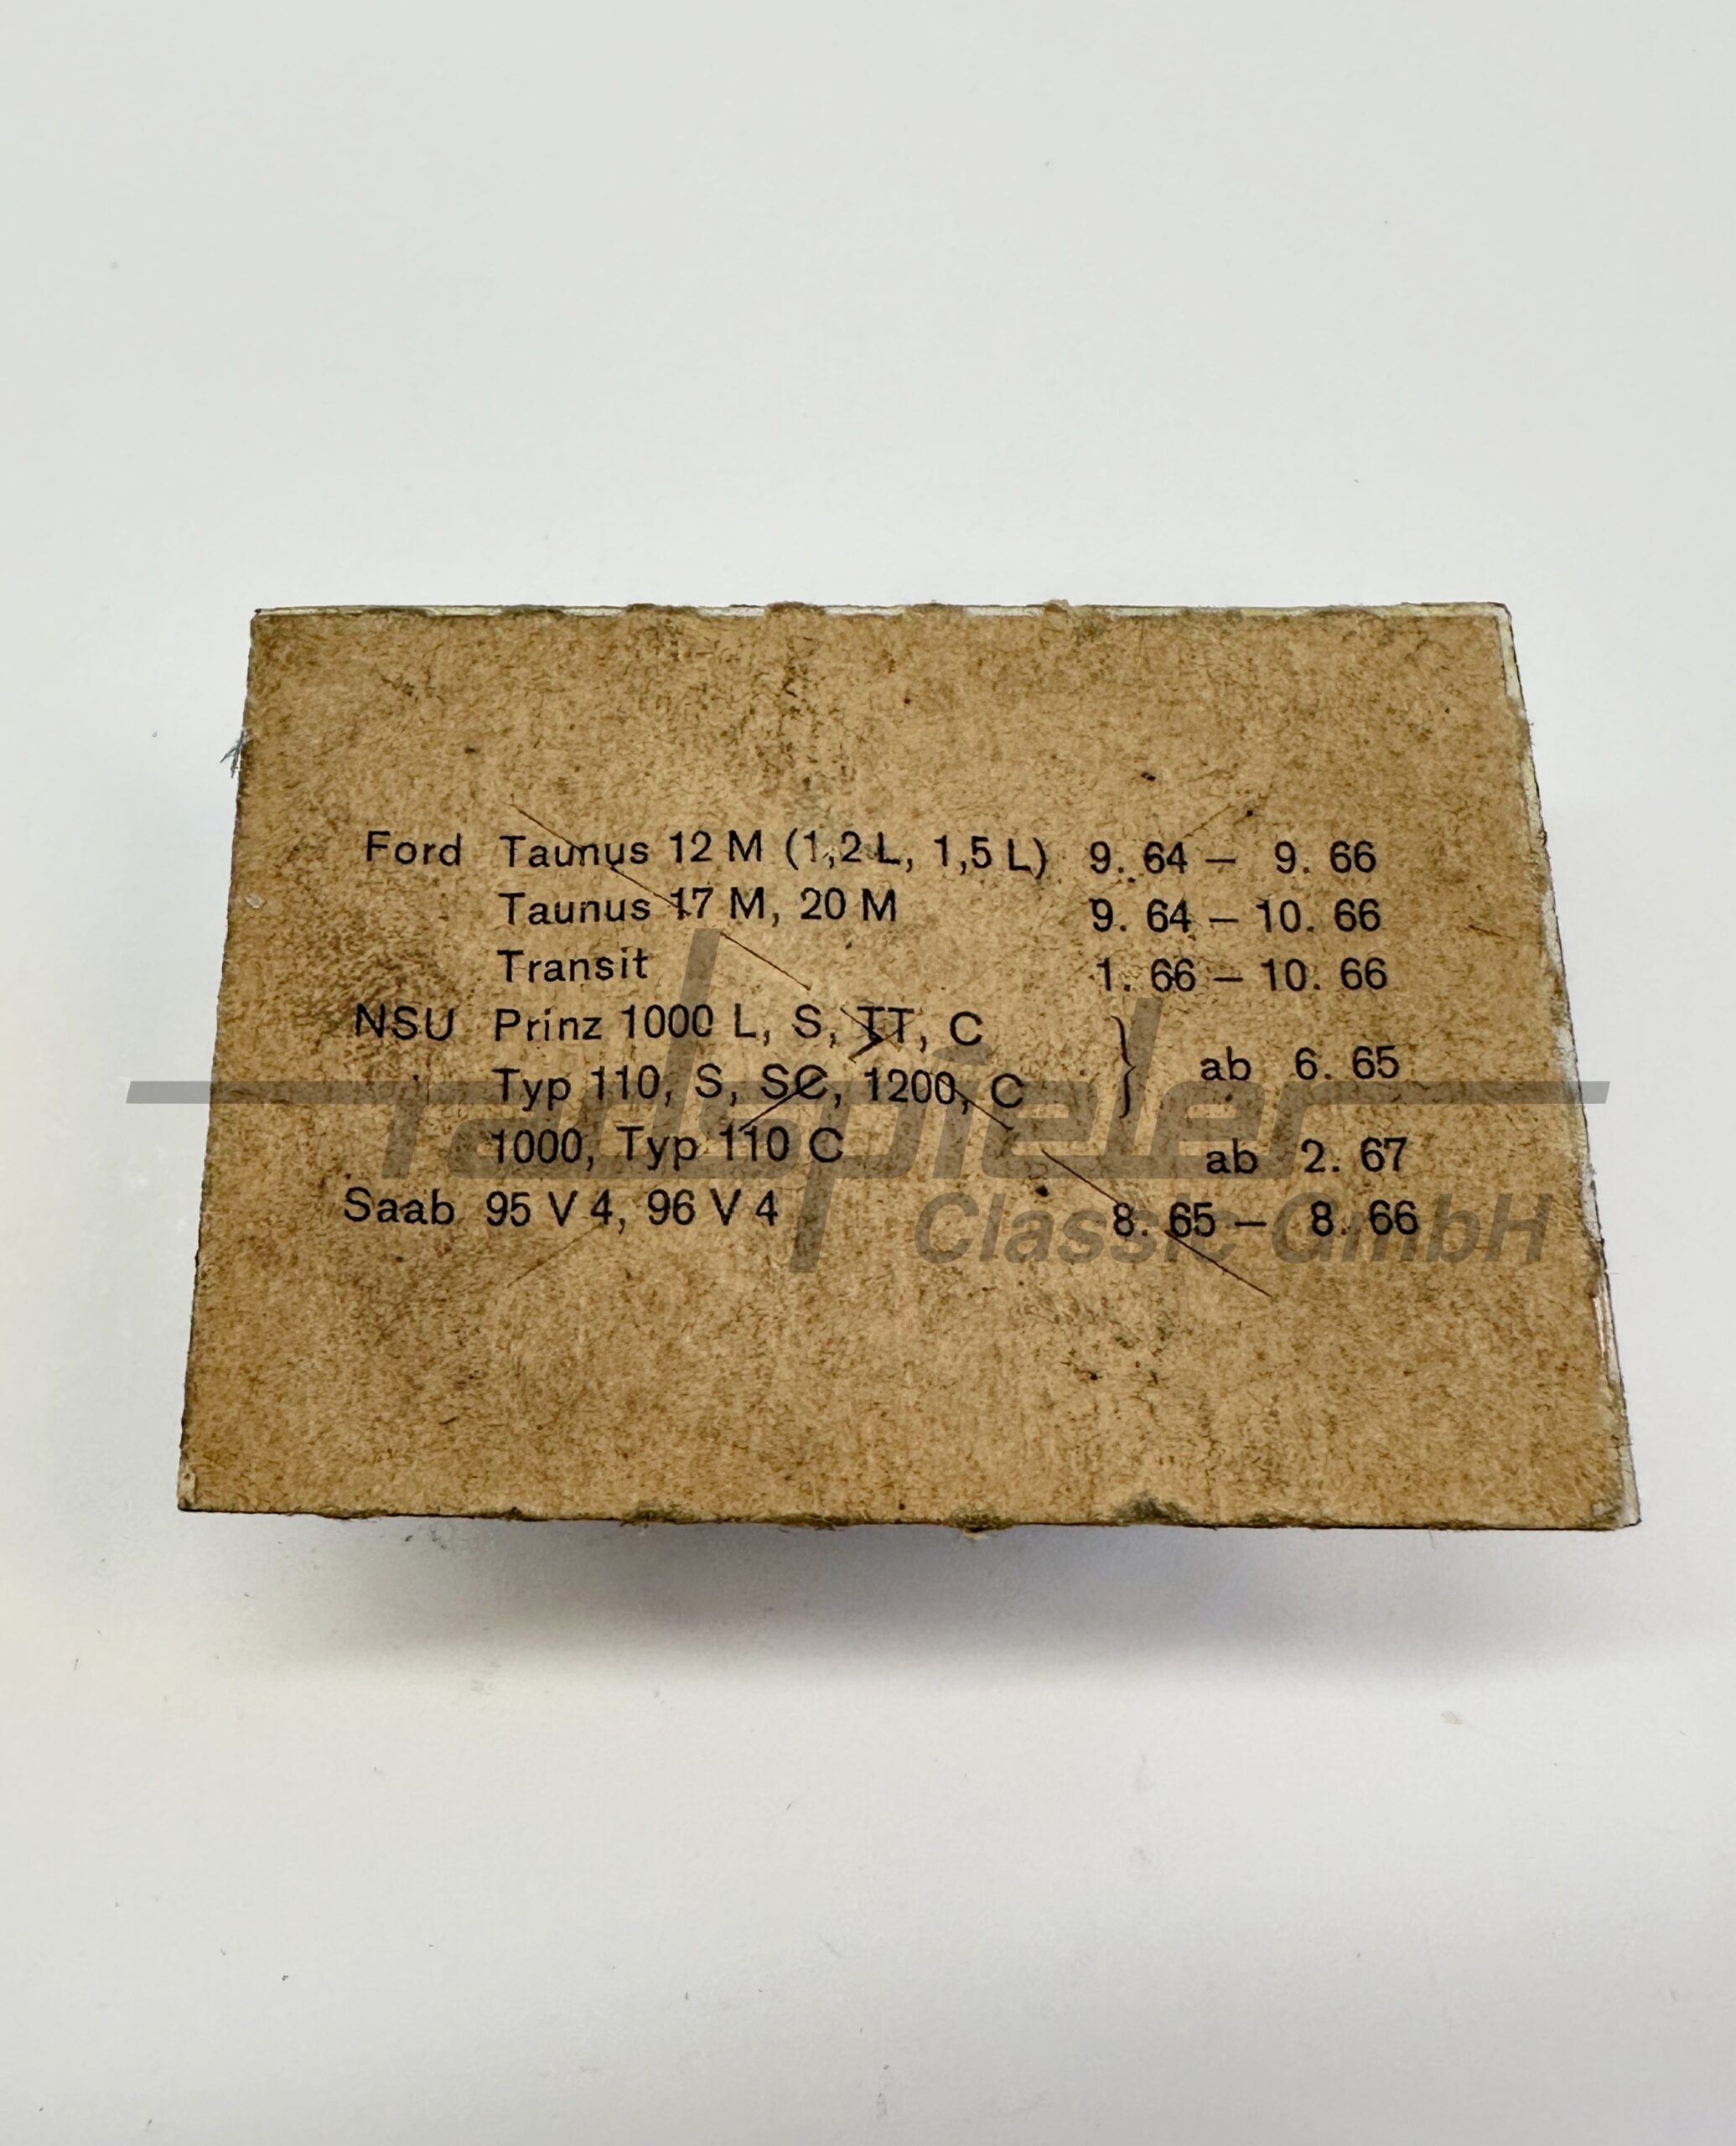 Ford Taunus 12 M (1,2 L, 1,5 L) 9. 64 – 9. 66
Taunus 17 M, 20 M 9. 64 – 10. 66
Transit 1. 66 – 10. 66
NSU Prinz 1000 L, S, TT, C
Typ 110, S, SC, 1200, C } ab 6. 65
1000, Typ 110 C ab 2. 67
Saab 95 V 4, 96 V 4 8. 65 – 8. 66
Radspieler
Classic GmbH